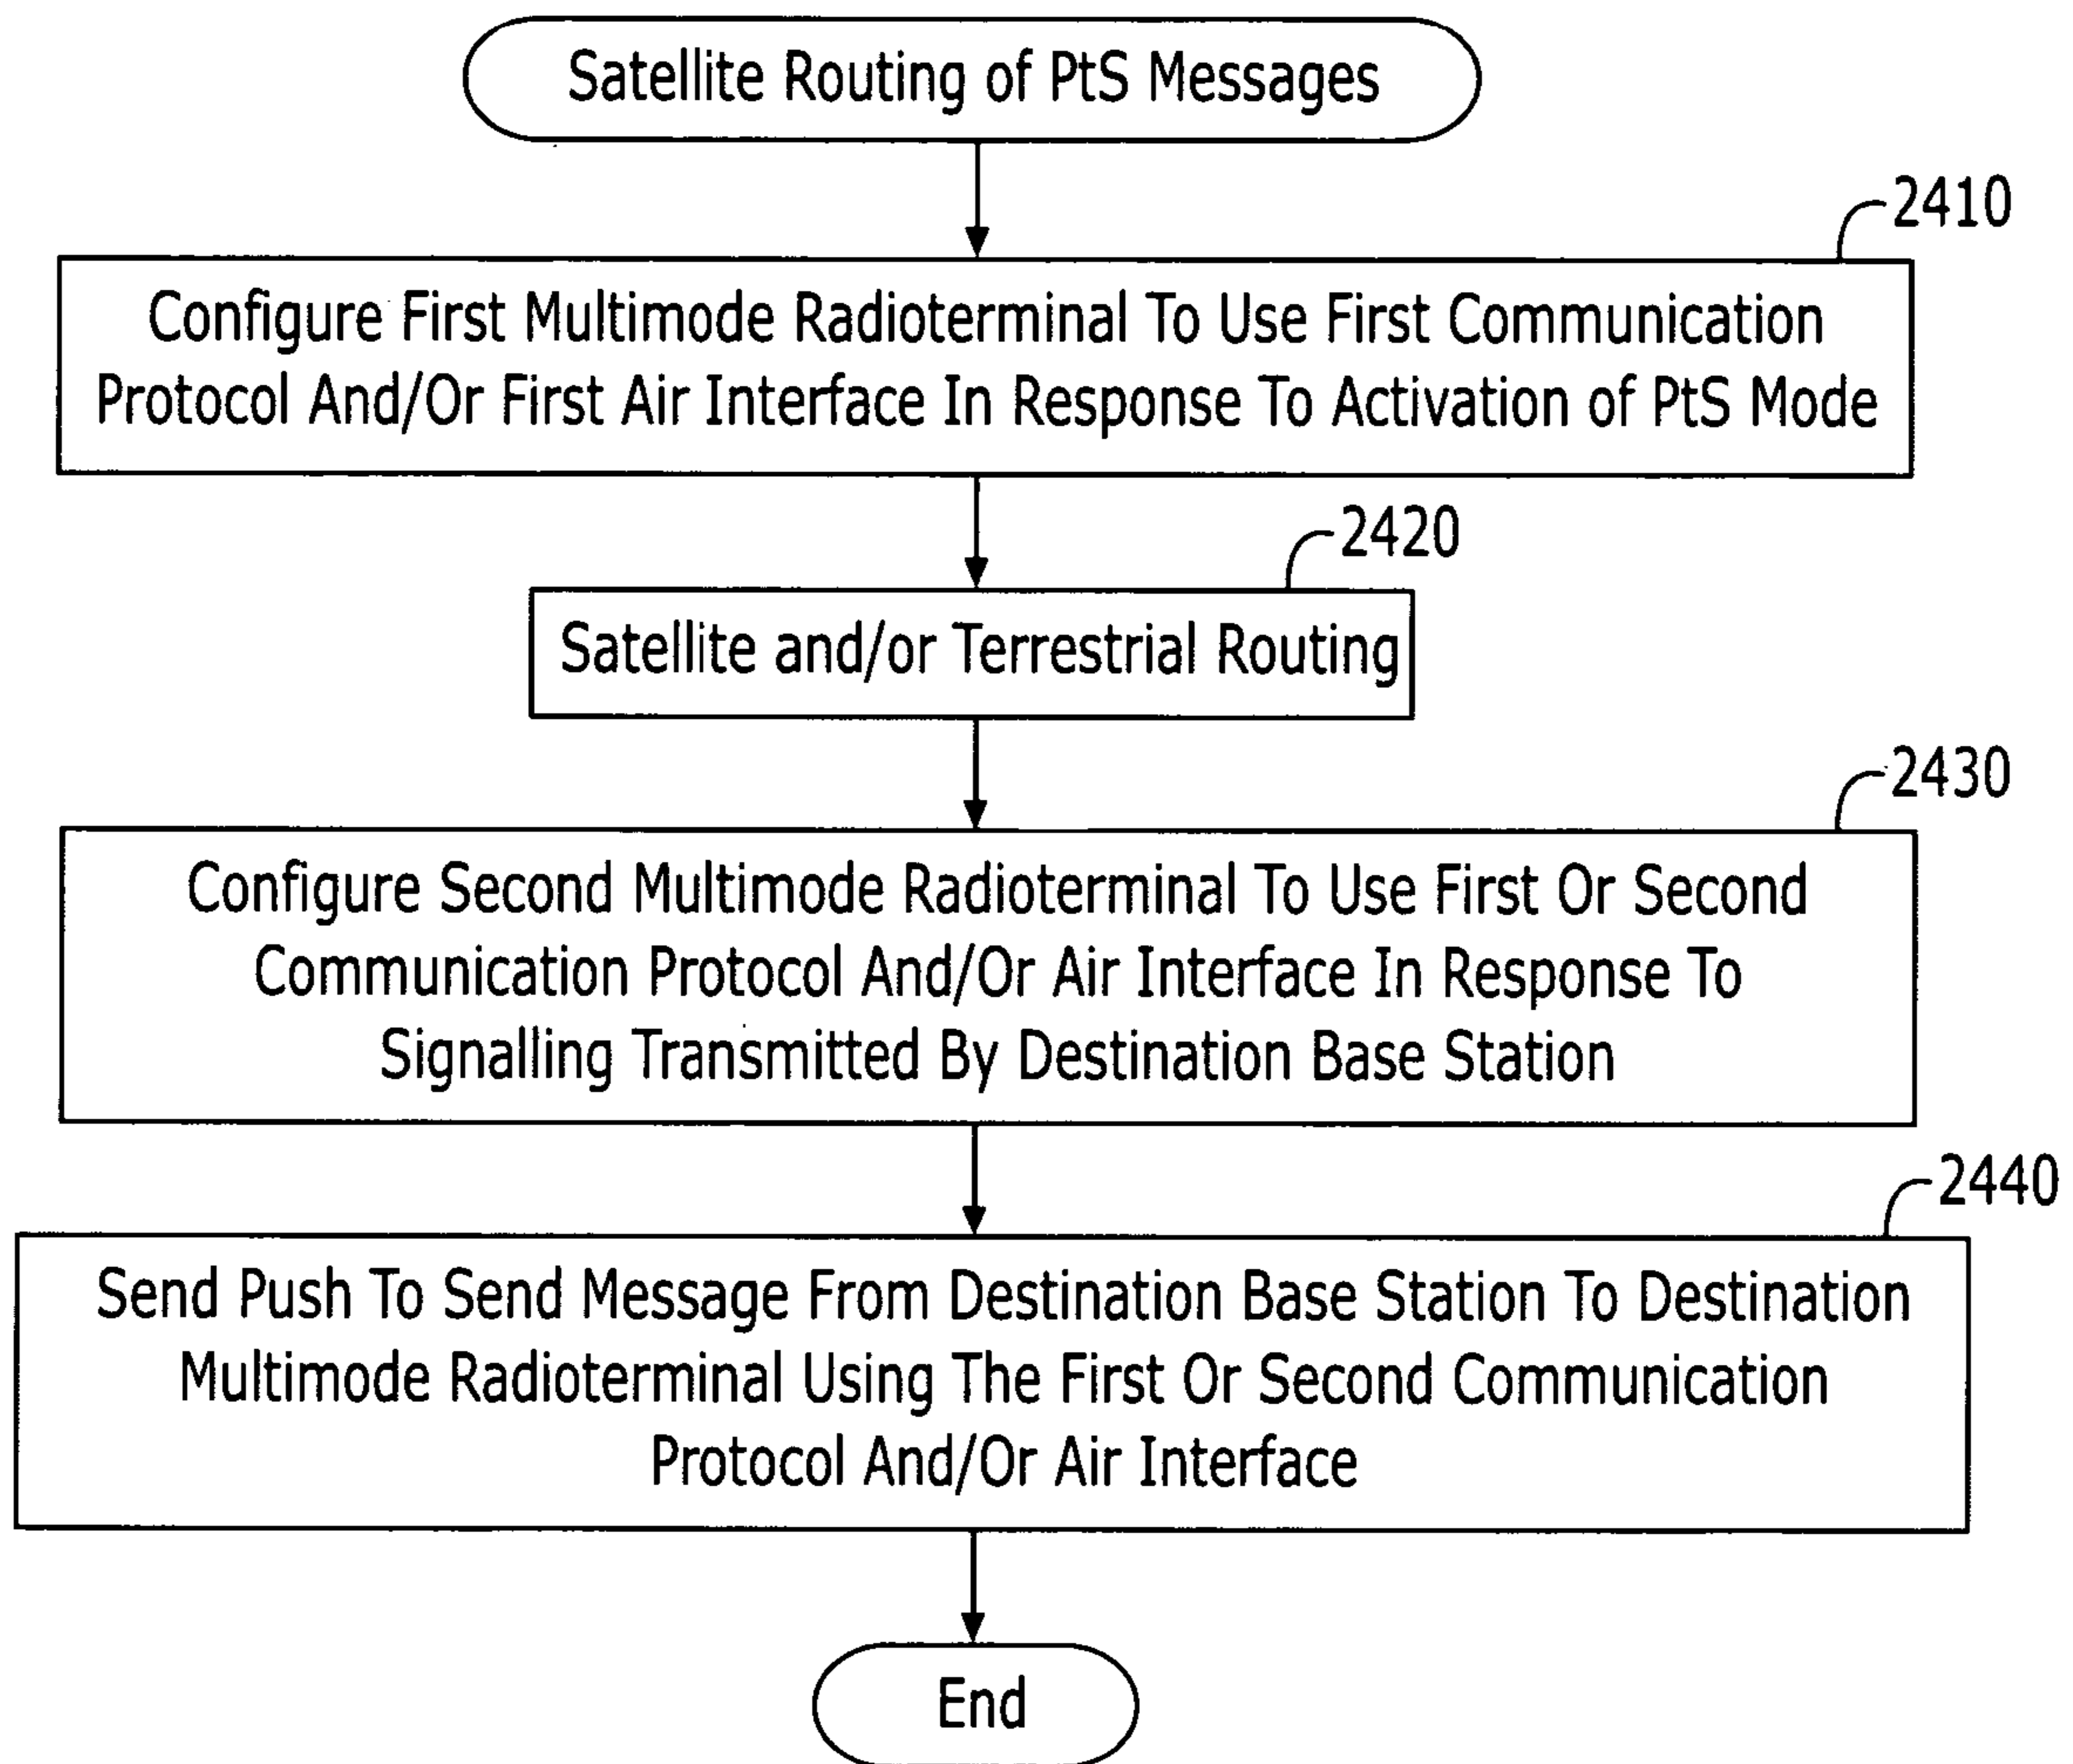 Satellite Routing of PtS Messages
2410
Configure First Multimode Radioterminal To Use First Communication
Protocol And/Or First Air Interface In Response To Activation of PtS Mode
2420
Satellite and/or Terrestrial Routing
2430
Configure Second Multimode Radioterminal To Use First Or Second
Communication Protocol And/Or Air Interface In Response To
Signalling Transmitted By Destination Base Station
2440
Send Push To Send Message From Destination Base Station To Destination
Multimode Radioterminal Using The First Or Second Communication
Protocol And/Or Air Interface
End